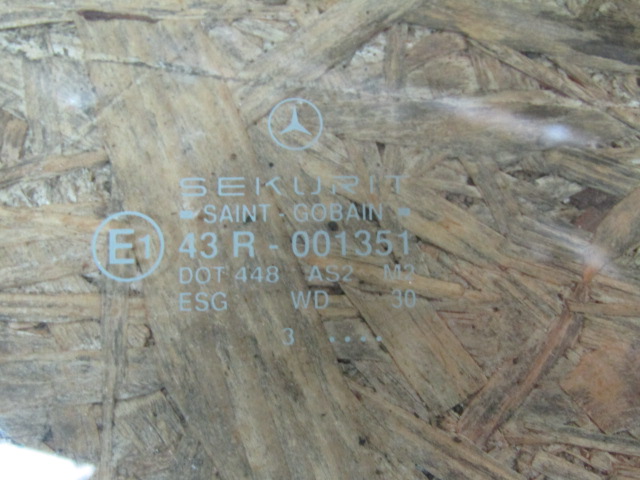 SEKURIT
SAINT - GOBAIN
E1 43 R - 001351
DOT 448 AS2 M2
ESG WD 30
3 ....